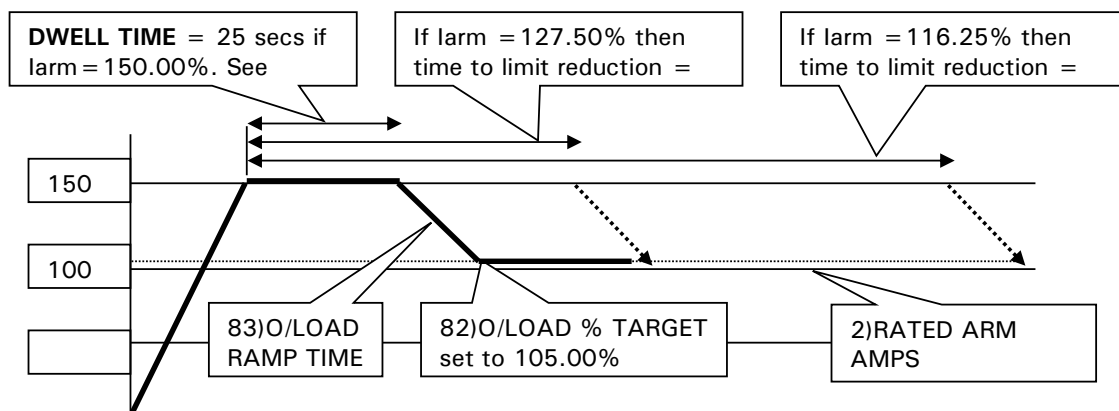 DWELL TIME = 25 secs if
Iarm=150.00%. See
If Iarm =127.50% then
time to limit reduction =
If Iarm =116.25% then
time to limit reduction =
150
100
83)O/LOAD
RAMP TIME
82)O/LOAD % TARGET
set to 105.00%
2)RATED ARM
AMPS